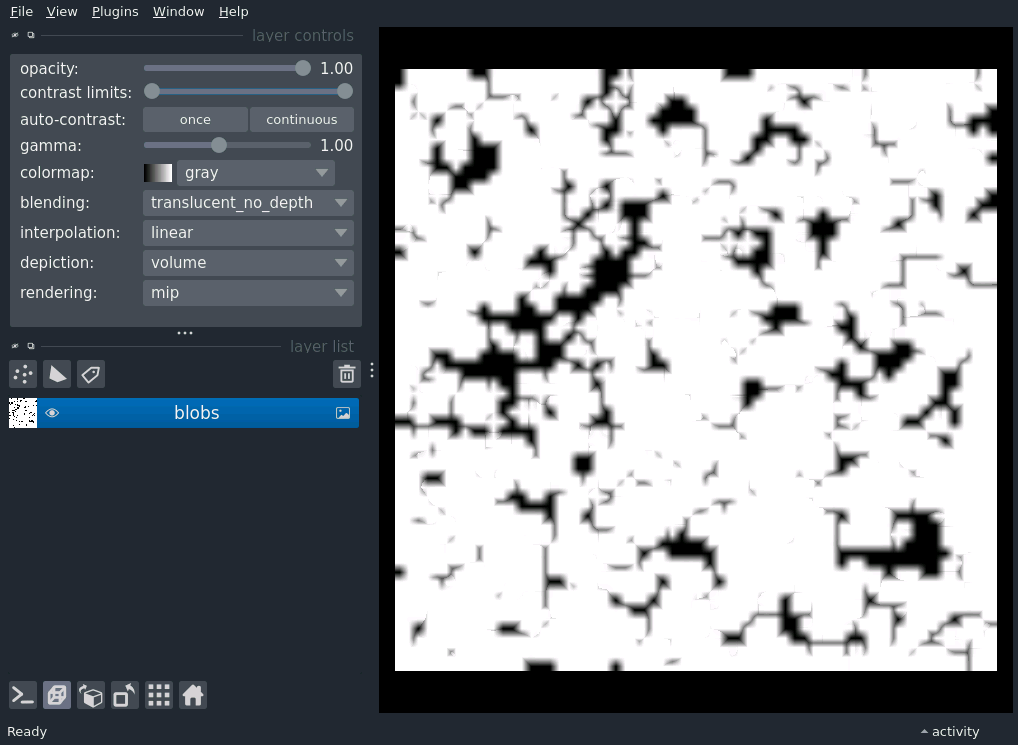 File View Plugins Window Help
layer controls
opacity: 1.00
contrast limits:
auto-contrast: once continuous
gamma: 1.00
colormap: gray
blending: translucent_no_depth
interpolation: linear
depiction: volume
rendering: mip
layer list
blobs
Ready activity